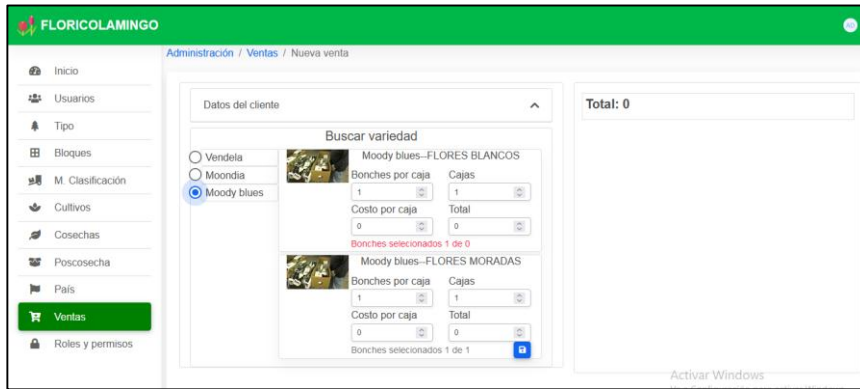 FLORICOLAMINGO
Administración / Ventas / Nueva venta
Inicio
Usuarios
Tipo
Bloques
M. Clasificación
Cultivos
Cosechas
Poscosecha
País
Ventas
Roles y permisos
Datos del cliente
Buscar variedad
Vendela
Moondia
Moody blues
Moody blues--FLORES BLANCOS
Bonches por caja Cajas
1 1
Costo por caja Total
0 0
Bonches selecionados 1 de 0
Moody blues--FLORES MORADAS
Bonches por caja Cajas
1 1
Costo por caja Total
0 0
Bonches selecionados 1 de 1
Total: 0
Activar Windows